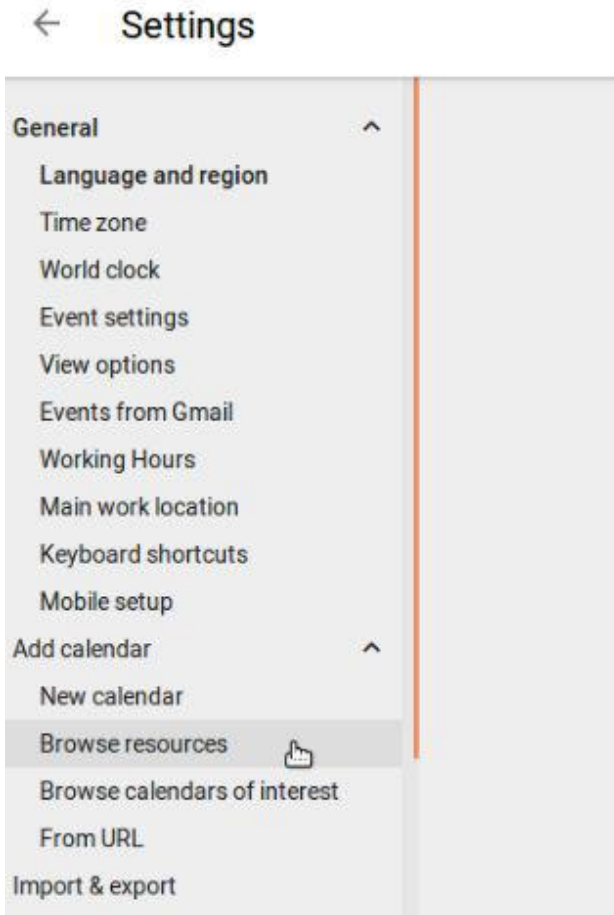 Settings
General
Language and region
Time zone
World clock
Event settings
View options
Events from Gmail
Working Hours
Main work location
Keyboard shortcuts
Mobile setup
Add calendar
New calendar
Browse resources
Browse calendars of interest
From URL
Import & export